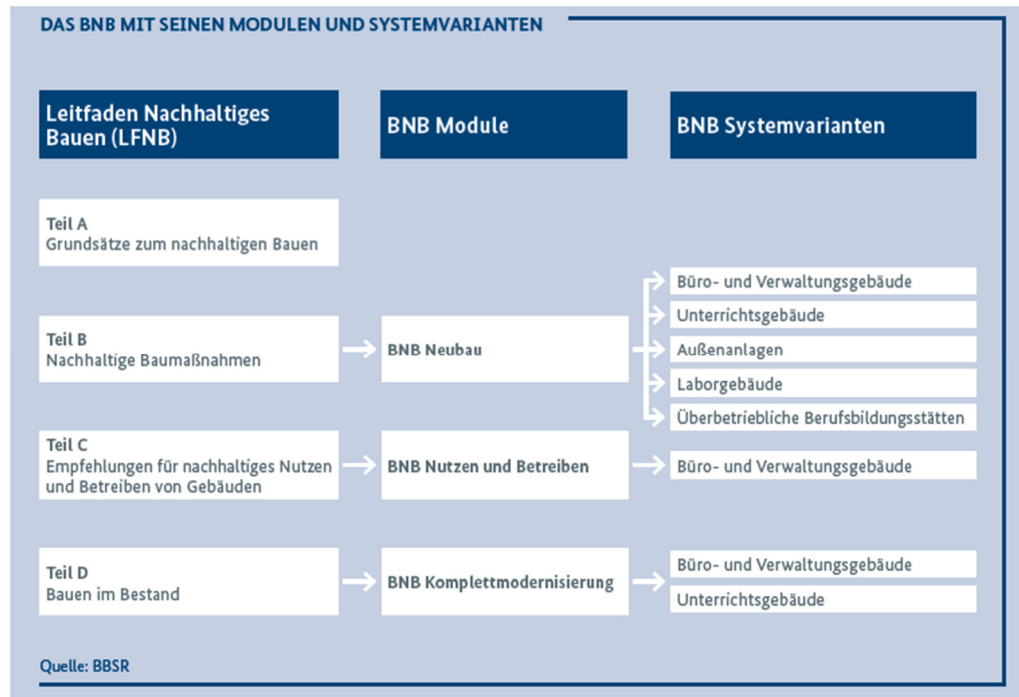 DAS BNB MIT SEINEN MODULEN UND SYSTEMVARIANTEN
Leitfaden Nachhaltiges
Bauen (LFNB)
BNB Module
BNB Systemvarianten
Teil A
Grundsätze zum nachhaltigen Bauen
Teil B
Nachhaltige Baumaßnahmen
BNB Neubau
Büro- und Verwaltungsgebäude
Unterrichtsgebäude
Außenanlagen
Laborgebäude
Überbetriebliche Berufsbildungsstätten
Teil C
Empfehlungen für nachhaltiges Nutzen
und Betreiben von Gebäuden
BNB Nutzen und Betreiben
Büro- und Verwaltungsgebäude
Teil D
Bauen im Bestand
BNB Komplettmodernisierung
Büro- und Verwaltungsgebäude
Unterrichtsgebäude
Quelle: BBSR